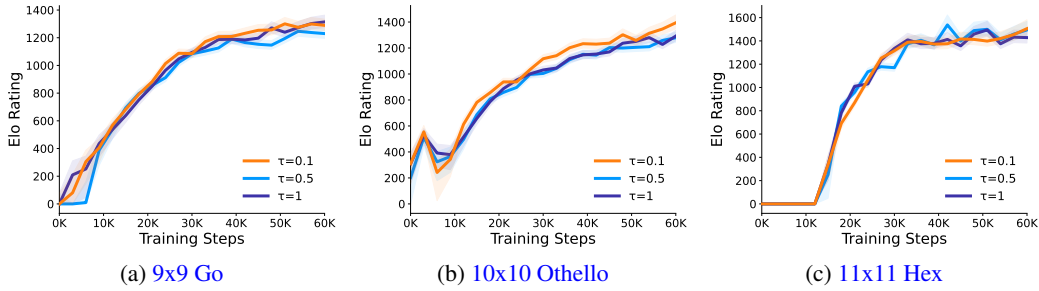 1400
1200
1000
800
600
400
200
0
Elo Rating
0K 10K 20K 30K 40K 50K 60K
Training Steps
τ=0.1
τ=0.5
τ=1
(a) 9x9 Go
1400
1200
1000
800
600
400
200
0
Elo Rating
0K 10K 20K 30K 40K 50K 60K
Training Steps
τ=0.1
τ=0.5
τ=1
(b) 10x10 Othello
1600
1400
1200
1000
800
600
400
200
0
Elo Rating
0K 10K 20K 30K 40K 50K 60K
Training Steps
τ=0.1
τ=0.5
τ=1
(c) 11x11 Hex